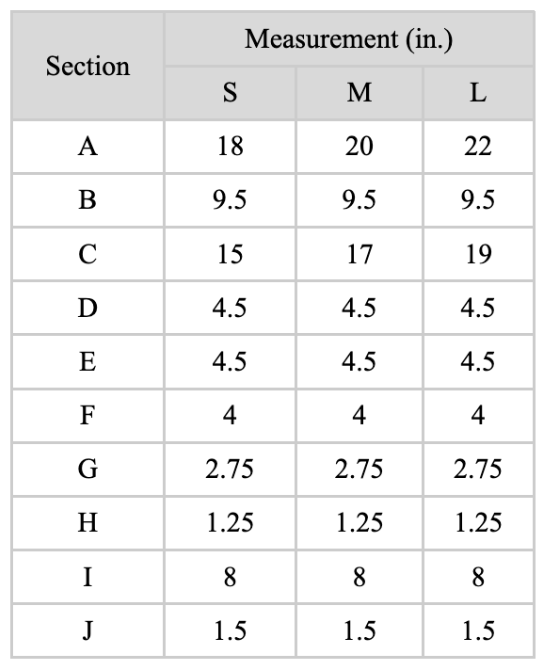 Section
Measurement (in.)
S M L
A 18 20 22
B 9.5 9.5 9.5
C 15 17 19
D 4.5 4.5 4.5
E 4.5 4.5 4.5
F 4 4 4
G 2.75 2.75 2.75
H 1.25 1.25 1.25
I 8 8 8
J 1.5 1.5 1.5